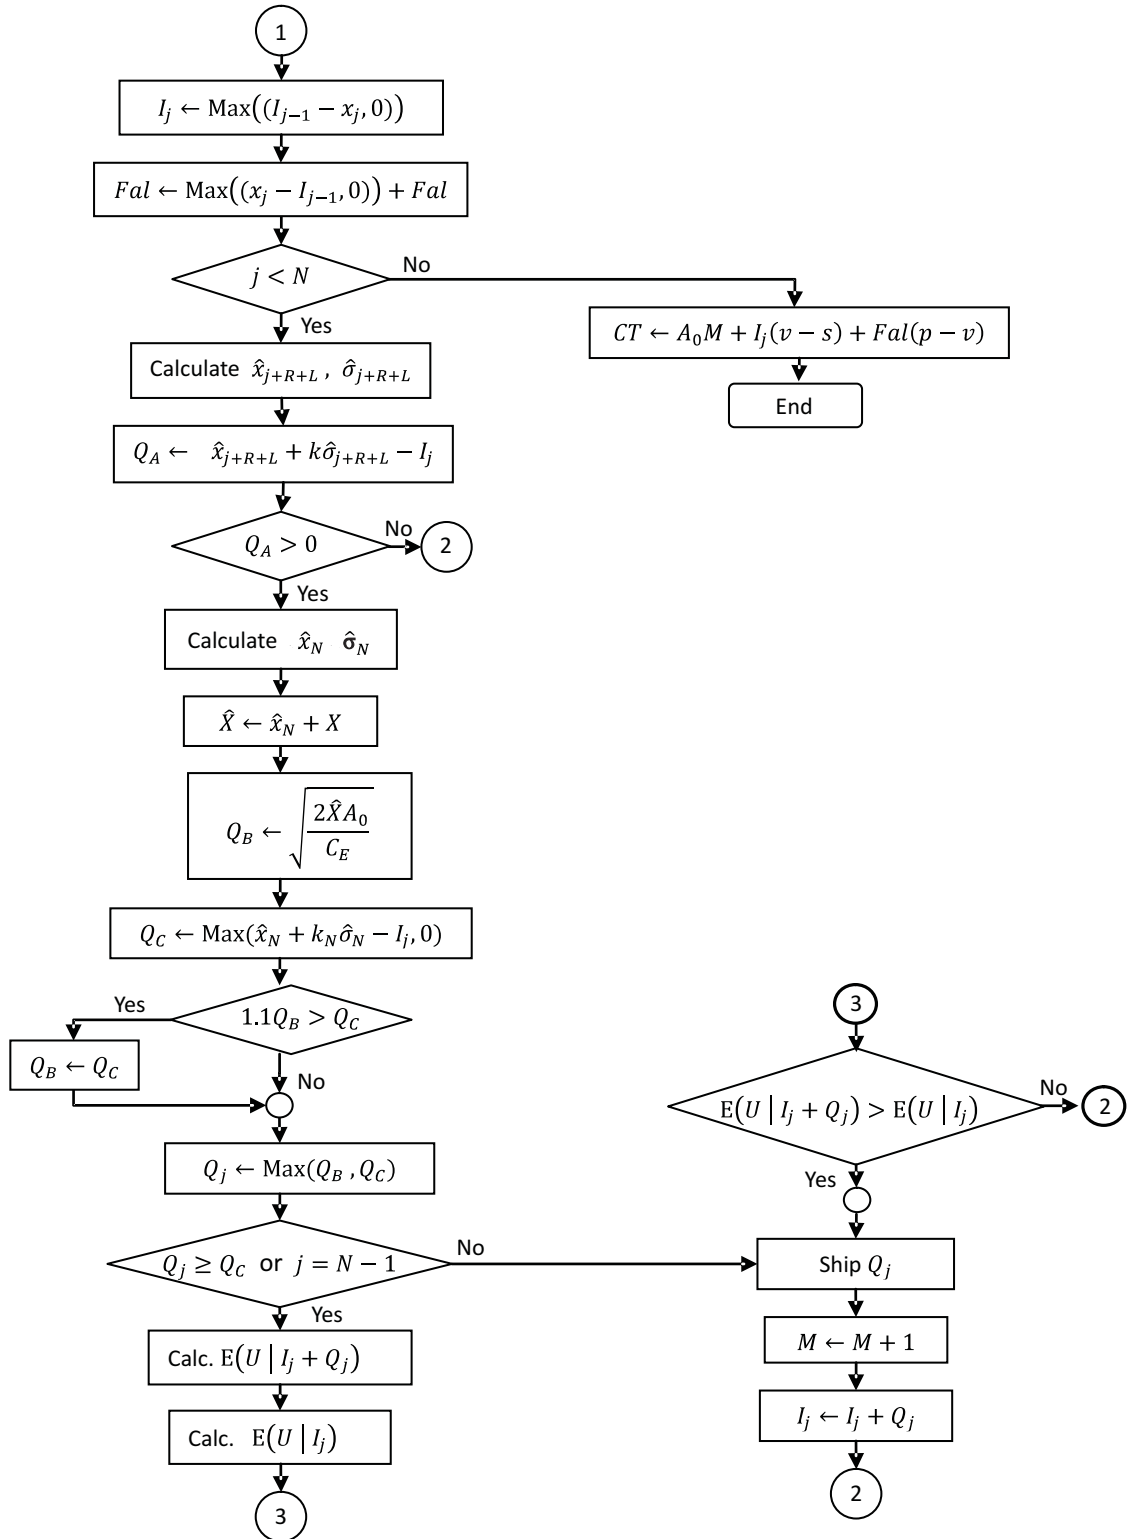 1
I_j ← Max((I_{j−1} − x_j, 0))
Fal ← Max((x_j − I_{j−1}, 0)) + Fal
j < N
No
Yes
CT ← A_0M + I_j(v − s) + Fal(p − v)
End
Calculate x̂_{j+R+L} , σ̂_{j+R+L}
Q_A ← x̂_{j+R+L} + kσ̂_{j+R+L} − I_j
Q_A > 0
No
2
Yes
Calculate x̂_N σ̂_N
X̂ ← x̂_N + X
Q_B ← √(2X̂A_0 / C_E)
Q_C ← Max(x̂_N + k_Nσ̂_N − I_j, 0)
Yes
1.1Q_B > Q_C
Q_B ← Q_C
No
Q_j ← Max(Q_B , Q_C)
Q_j ≥ Q_C or j = N − 1
No
Yes
Calc. E(U | I_j + Q_j)
Calc. E(U | I_j)
3
3
E(U | I_j + Q_j) > E(U | I_j)
No
2
Yes
Ship Q_j
M ← M + 1
I_j ← I_j + Q_j
2